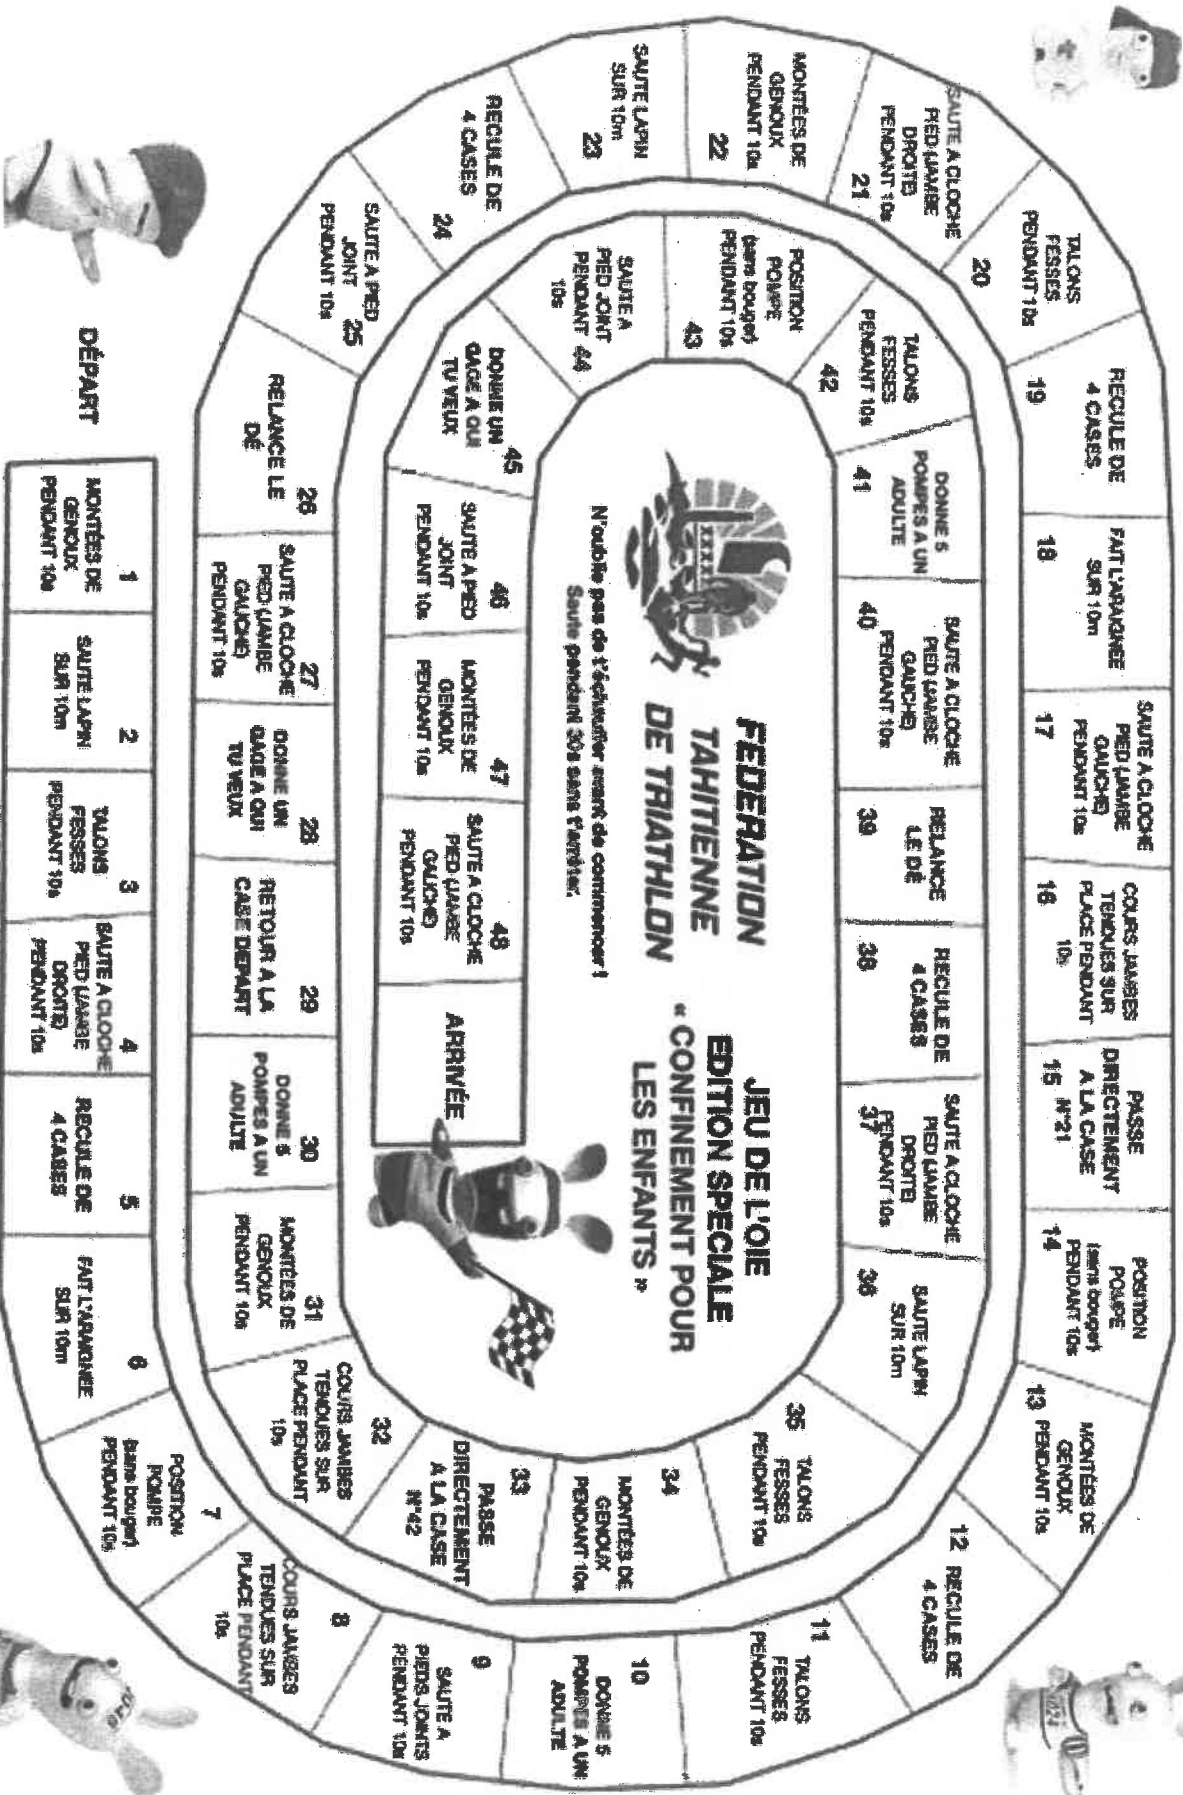 DÉPART
1
MONTÉES DE
GENOUX
PENDANT 10s
2
SAUTE LAPIN
SUR 10m
3
TALONS
FESSES
PENDANT 10s
4
SAUTE A CLOCHE
PIED (JAMBE
DROITE)
PENDANT 10s
5
RECULE DE
4 CASES
6
FAIT L'ARAIGNEE
SUR 10m
7
POSITION
POMPE
(sans bouger)
PENDANT 10s
8
COURS JAMBES
TENDUES SUR
PLACE PENDANT
10s
9
SAUTE A
PIEDS JOINTS
PENDANT 10s
10
DONNE 5
POMPES A UN
ADULTE
11
TALONS
FESSES
PENDANT 10s
12 RECULE DE
4 CASES
13
MONTÉES DE
GENOUX
PENDANT 10s
14
POSITION
POMPE
(sans bouger)
PENDANT 10s
15
PASSE
DIRECTEMENT
A LA CASE
N°21
16
COURS JAMBES
TENDUES SUR
PLACE PENDANT
10s
17
SAUTE A CLOCHE
PIED (JAMBE
GAUCHE)
PENDANT 10s
18
FAIT L'ARAIGNEE
SUR 10m
19
RECULE DE
4 CASES
20
TALONS
FESSES
PENDANT 10s
21
SAUTE A CLOCHE
PIED (JAMBE
DROITE)
PENDANT 10s
22
MONTÉES DE
GENOUX
PENDANT 10s
23
SAUTE LAPIN
SUR 10m
24
RECULE DE
4 CASES
25
SAUTE A PIED
JOINT
PENDANT 10s
26
RELANCE LE
DÉ
27
SAUTE A CLOCHE
PIED (JAMBE
GAUCHE)
PENDANT 10s
28
DONNE UN
GAGE A QUI
TU VEUX
29
RETOUR A LA
CASE DEPART
30
DONNE 5
POMPES A UN
ADULTE
31
MONTÉES DE
GENOUX
PENDANT 10s
32
COURS JAMBES
TENDUES SUR
PLACE PENDANT
10s
33
PASSE
DIRECTEMENT
A LA CASE
N°42
34
MONTÉES DE
GENOUX
PENDANT 10s
35
TALONS
FESSES
PENDANT 10s
36
SAUTE LAPIN
SUR 10m
37
SAUTE A CLOCHE
PIED (JAMBE
DROITE)
PENDANT 10s
38
RECULE DE
4 CASES
39
RELANCE
LE DÉ
40
SAUTE A CLOCHE
PIED (JAMBE
GAUCHE)
PENDANT 10s
41
DONNE 5
POMPES A UN
ADULTE
42
TALONS
FESSES
PENDANT 10s
43
POSITION
POMPE
(sans bouger)
PENDANT 10s
44
SAUTE A
PIED JOINT
PENDANT
10s
45
DONNE UN
GAGE A QUI
TU VEUX
46
SAUTE A PIED
JOINT
PENDANT 10s
47
MONTÉES DE
GENOUX
PENDANT 10s
48
SAUTE A CLOCHE
PIED (JAMBE
GAUCHE)
PENDANT 10s
ARRIVÉE
FEDERATION
TAHITIENNE
DE TRIATHLON
JEU DE L'OIE
EDITION SPECIALE
« CONFINEMENT POUR
LES ENFANTS »
N'oublie pas de t'échauffer avant de commencer !
Saute pendant 30s sans t'arrêter.